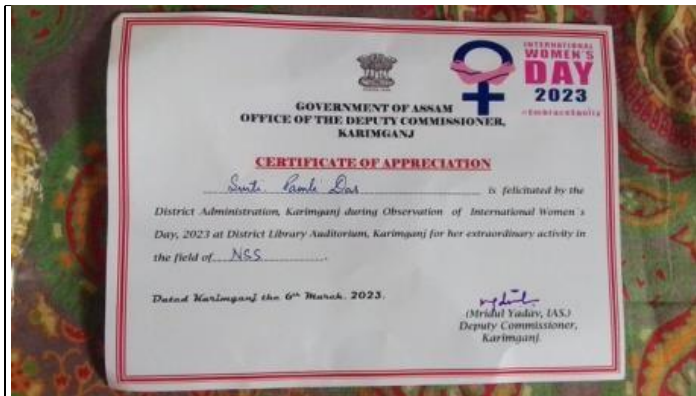 INTERNATIONAL
WOMEN'S
DAY
2023
#EmbraceEquity
GOVERNMENT OF ASSAM
OFFICE OF THE DEPUTY COMMISSIONER,
KARIMGANJ
CERTIFICATE OF APPRECIATION
Smti. Pamli Das is felicitated by the
District Administration, Karimganj during Observation of International Women's
Day, 2023 at District Library Auditorium, Karimganj for her extraordinary activity in
the field of NSS
Dated Karimganj the 6th March, 2023.
(Mridul Yadav, IAS.)
Deputy Commissioner,
Karimganj.